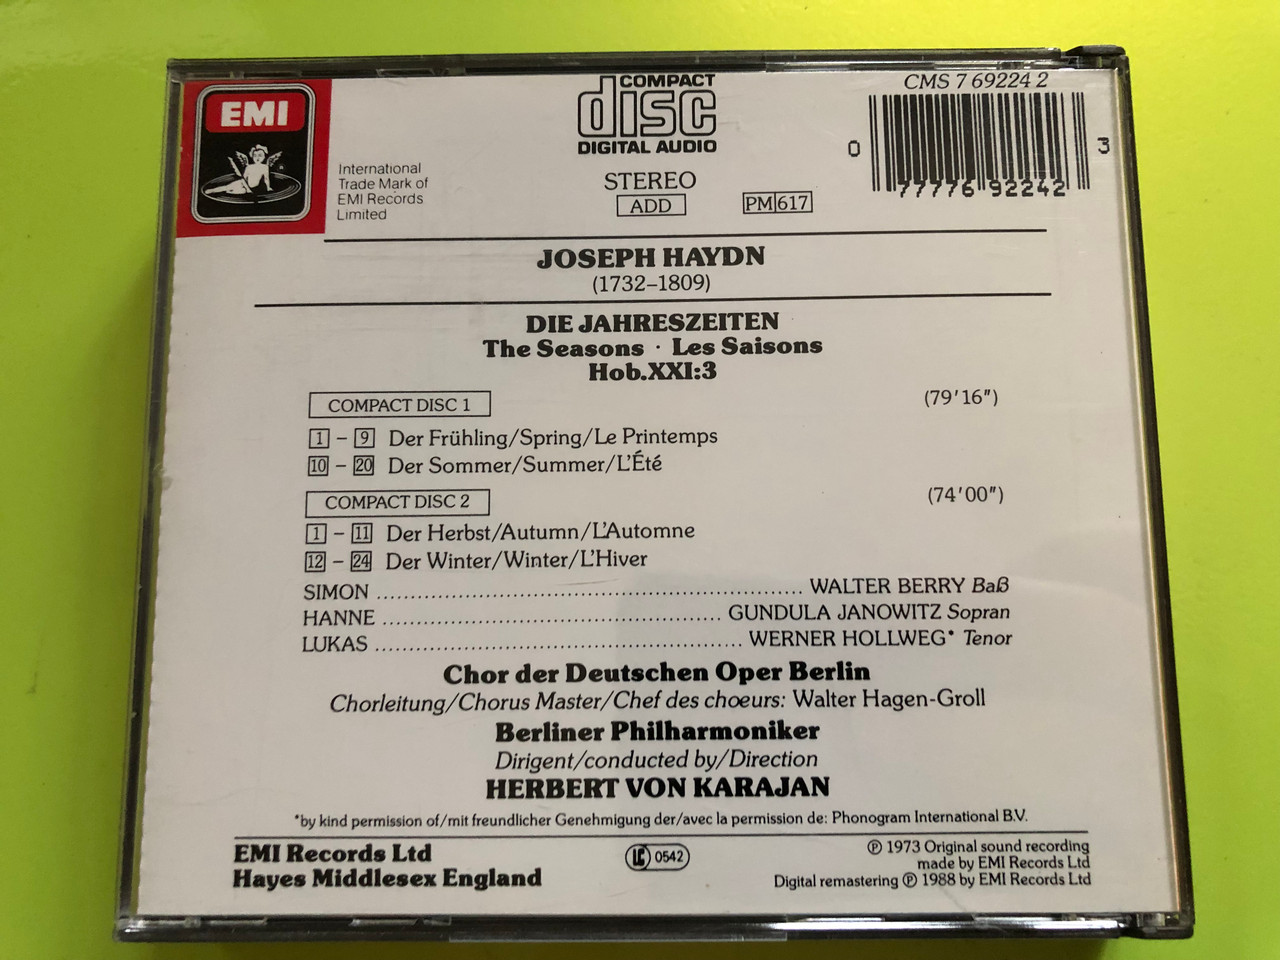 EMI
International
Trade Mark of
EMI Records
Limited
COMPACT
disc
DIGITAL AUDIO
STEREO
ADD
PM 617
CMS 7 69224 2
0 77776 92242 3
JOSEPH HAYDN
(1732–1809)
DIE JAHRESZEITEN
The Seasons · Les Saisons
Hob.XXI:3
COMPACT DISC 1 (79'16")
1 – 9 Der Frühling/Spring/Le Printemps
10 – 20 Der Sommer/Summer/L'Été
COMPACT DISC 2 (74'00")
1 – 11 Der Herbst/Autumn/L'Automne
12 – 24 Der Winter/Winter/L'Hiver
SIMON ........ WALTER BERRY Baß
HANNE ........ GUNDULA JANOWITZ Sopran
LUKAS ........ WERNER HOLLWEG* Tenor
Chor der Deutschen Oper Berlin
Chorleitung/Chorus Master/Chef des chœurs: Walter Hagen-Groll
Berliner Philharmoniker
Dirigent/conducted by/Direction
HERBERT VON KARAJAN
*by kind permission of/mit freundlicher Genehmigung der/avec la permission de: Phonogram International B.V.
EMI Records Ltd
Hayes Middlesex England
LC 0542
℗ 1973 Original sound recording
made by EMI Records Ltd
Digital remastering ℗ 1988 by EMI Records Ltd